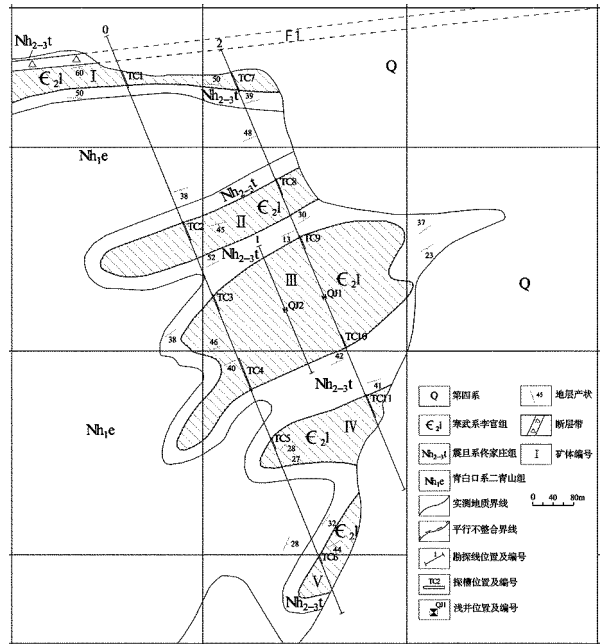 0
F1
2
Nh₂₋₃t
Q
Є₂l
I
60
TC1
50
TC7
50
Nh₂₋₃t
39
48
Nh₁e
Nh₂₋₃t
TC8
38
Є₂l
II
30
37
TC2
45
1
13
TC9
52
Nh₂₋₃t
23
III
Є₂l
Q
TC3
QJ1
QJ2
38
46
TC10
40
TC4
42
Nh₂₋₃t
41
TC11
Nh₁e
Є₂l
IV
TC5
28
27
32
Є₂l
28
44
TC6
V
Nh₂₋₃t
Q 第四系
45 地层产状
Є₂l 寒武系李官组
断层带
Nh₂₋₃t 震旦系佟家庄组
I 矿体编号
Nh₁e 青白口系二青山组
实测地质界线
0 40 80m
平行不整合界线
1 勘探线位置及编号
TC2 探槽位置及编号
QJ1 浅井位置及编号